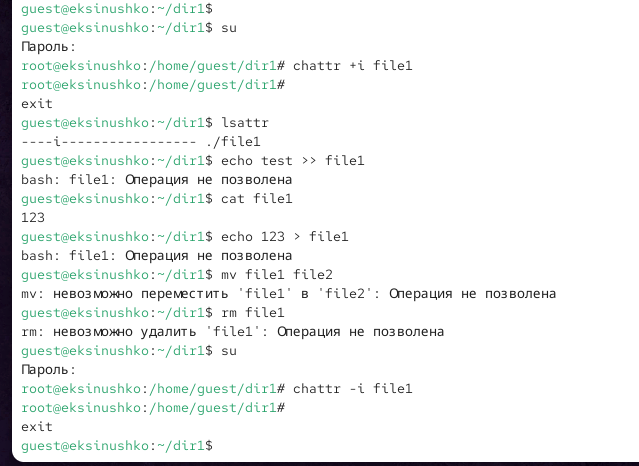 guest@eksinushko:~/dir1$
guest@eksinushko:~/dir1$ su
Пароль:
root@eksinushko:/home/guest/dir1# chattr +i file1
root@eksinushko:/home/guest/dir1#
exit
guest@eksinushko:~/dir1$ lsattr
----i----------------- ./file1
guest@eksinushko:~/dir1$ echo test >> file1
bash: file1: Операция не позволена
guest@eksinushko:~/dir1$ cat file1
123
guest@eksinushko:~/dir1$ echo 123 > file1
bash: file1: Операция не позволена
guest@eksinushko:~/dir1$ mv file1 file2
mv: невозможно переместить 'file1' в 'file2': Операция не позволена
guest@eksinushko:~/dir1$ rm file1
rm: невозможно удалить 'file1': Операция не позволена
guest@eksinushko:~/dir1$ su
Пароль:
root@eksinushko:/home/guest/dir1# chattr -i file1
root@eksinushko:/home/guest/dir1#
exit
guest@eksinushko:~/dir1$